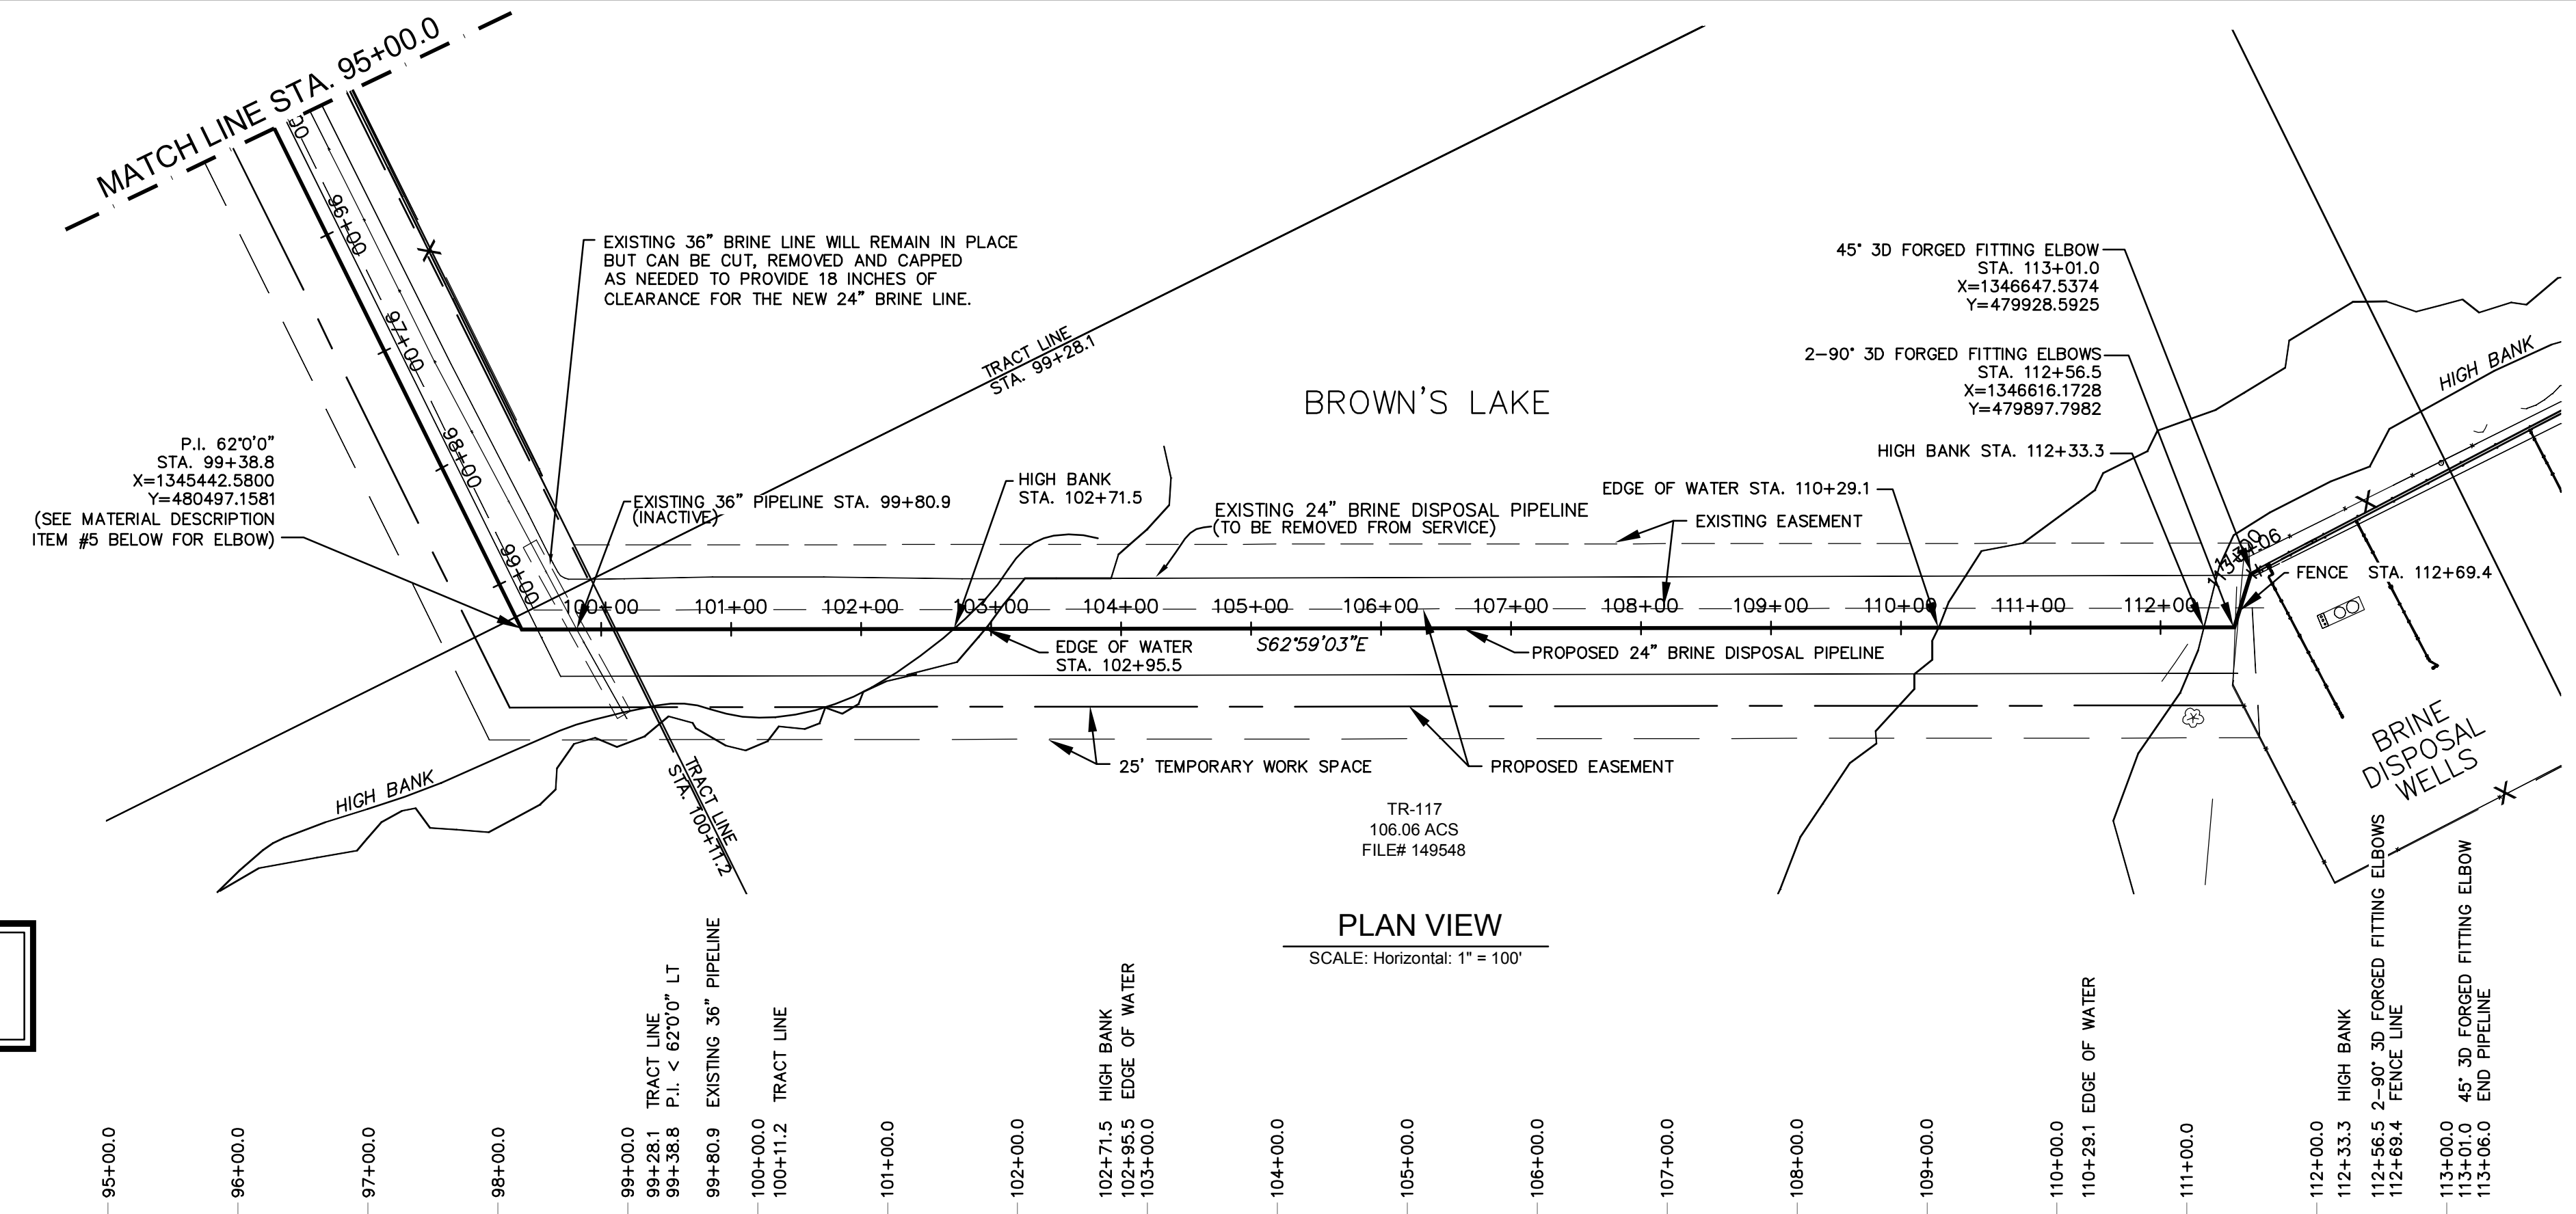 MATCH LINE STA. 95+00.0
96+00
97+00
98+00
99+00
EXISTING 36" BRINE LINE WILL REMAIN IN PLACE
BUT CAN BE CUT, REMOVED AND CAPPED
AS NEEDED TO PROVIDE 18 INCHES OF
CLEARANCE FOR THE NEW 24" BRINE LINE.
TRACT LINE
STA. 99+28.1
BROWN'S LAKE
45° 3D FORGED FITTING ELBOW
STA. 113+01.0
X=1346647.5374
Y=479928.5925
2-90° 3D FORGED FITTING ELBOWS
STA. 112+56.5
X=1346616.1728
Y=479897.7982
HIGH BANK STA. 112+33.3
HIGH BANK
P.I. 62°0'0"
STA. 99+38.8
X=1345442.5800
Y=480497.1581
(SEE MATERIAL DESCRIPTION
ITEM #5 BELOW FOR ELBOW)
EXISTING 36" PIPELINE STA. 99+80.9
(INACTIVE)
HIGH BANK
STA. 102+71.5
EXISTING 24" BRINE DISPOSAL PIPELINE
(TO BE REMOVED FROM SERVICE)
EDGE OF WATER STA. 110+29.1
EXISTING EASEMENT
FENCE STA. 112+69.4
100+00
101+00
102+00
103+00
104+00
105+00
106+00
107+00
108+00
109+00
110+00
111+00
112+00
EDGE OF WATER
STA. 102+95.5
S62°59'03"E
PROPOSED 24" BRINE DISPOSAL PIPELINE
25' TEMPORARY WORK SPACE
PROPOSED EASEMENT
HIGH BANK
TRACT LINE
STA. 100+11.2
TR-117
106.06 ACS
FILE# 149548
BRINE
DISPOSAL
WELLS
PLAN VIEW
SCALE: Horizontal: 1" = 100'
95+00.0
96+00.0
97+00.0
98+00.0
99+00.0
99+28.1 TRACT LINE
99+38.8 P.I. < 62°0'0" LT
99+80.9 EXISTING 36" PIPELINE
100+00.0
100+11.2 TRACT LINE
101+00.0
102+00.0
102+71.5 HIGH BANK
102+95.5 EDGE OF WATER
103+00.0
104+00.0
105+00.0
106+00.0
107+00.0
108+00.0
109+00.0
110+00.0
110+29.1 EDGE OF WATER
111+00.0
112+00.0
112+33.3 HIGH BANK
112+56.5 2-90° 3D FORGED FITTING ELBOWS
112+69.4 FENCE LINE
113+00.0
113+01.0 45° 3D FORGED FITTING ELBOW
113+06.0 END PIPELINE